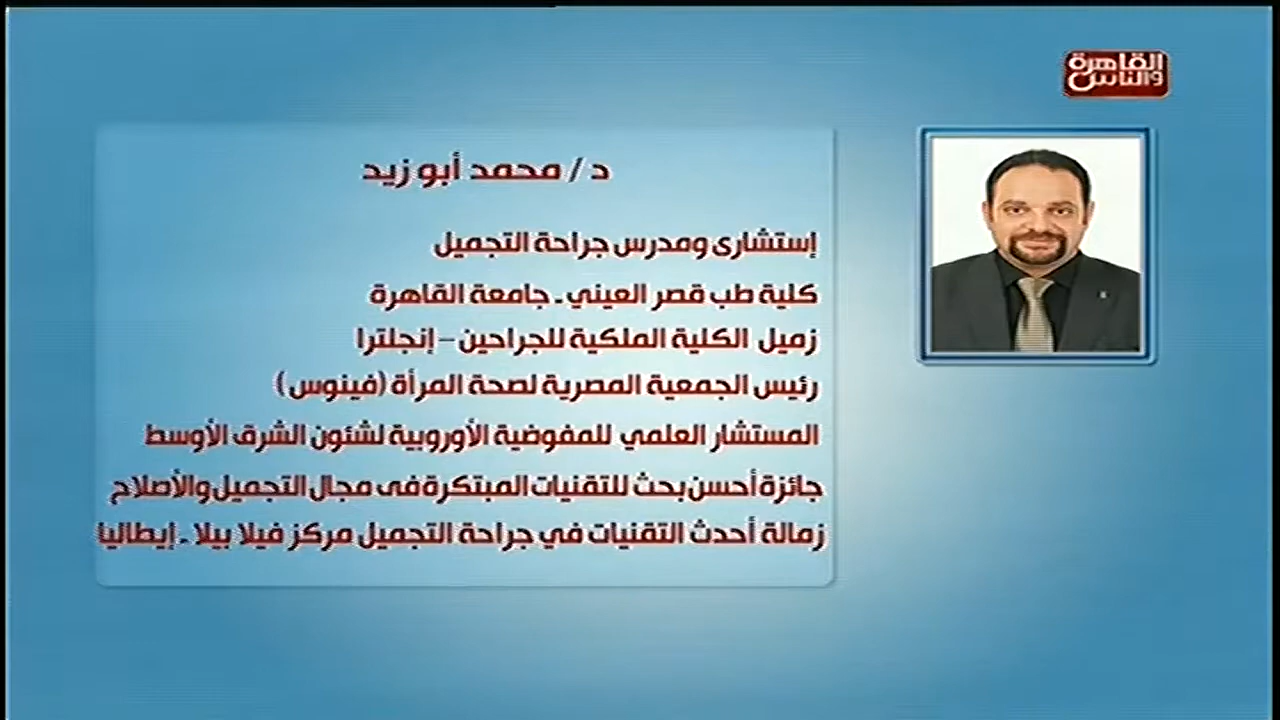 القاهرة
والناس
د / محمد أبو زيد
إستشارى ومدرس جراحة التجميل
كلية طب قصر العيني - جامعة القاهرة
زميل الكلية الملكية للجراحين – إنجلترا
رئيس الجمعية المصرية لصحة المرأة (فينوس)
المستشار العلمي للمفوضية الأوروبية لشئون الشرق الأوسط
جائزة أحسن بحث للتقنيات المبتكرة فى مجال التجميل والأصلاح
زمالة أحدث التقنيات في جراحة التجميل مركز فيلا بيلا - إيطاليا